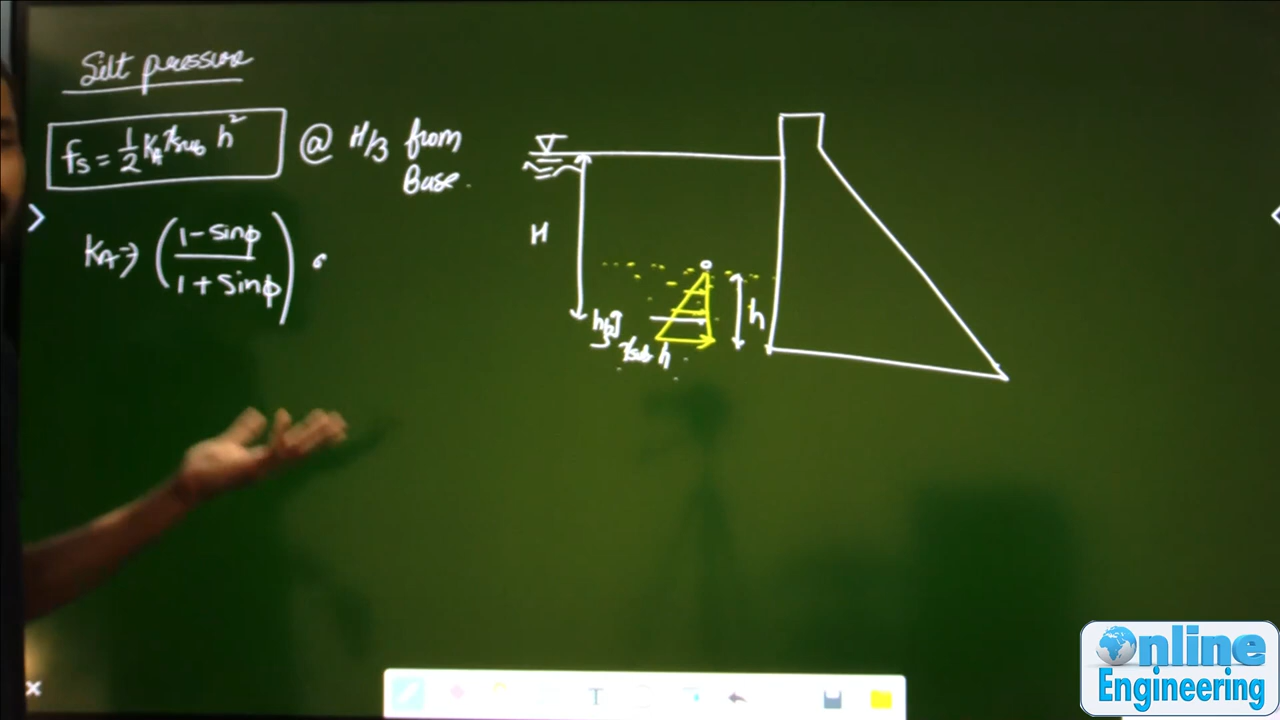 Silt pressure
fs = 1/2 KA γsub h² @ H/3 from
Base.
KA → (1 - sinφ / 1 + sinφ)
H
h
h/3
γsub h
T
Online
Engineering